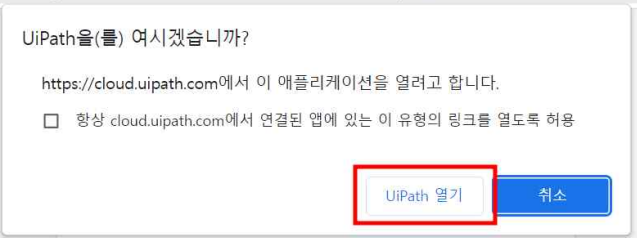 UiPath을(를) 여시겠습니까?
https://cloud.uipath.com에서 이 애플리케이션을 열려고 합니다.
항상 cloud.uipath.com에서 연결된 앱에 있는 이 유형의 링크를 열도록 허용
UiPath 열기 취소